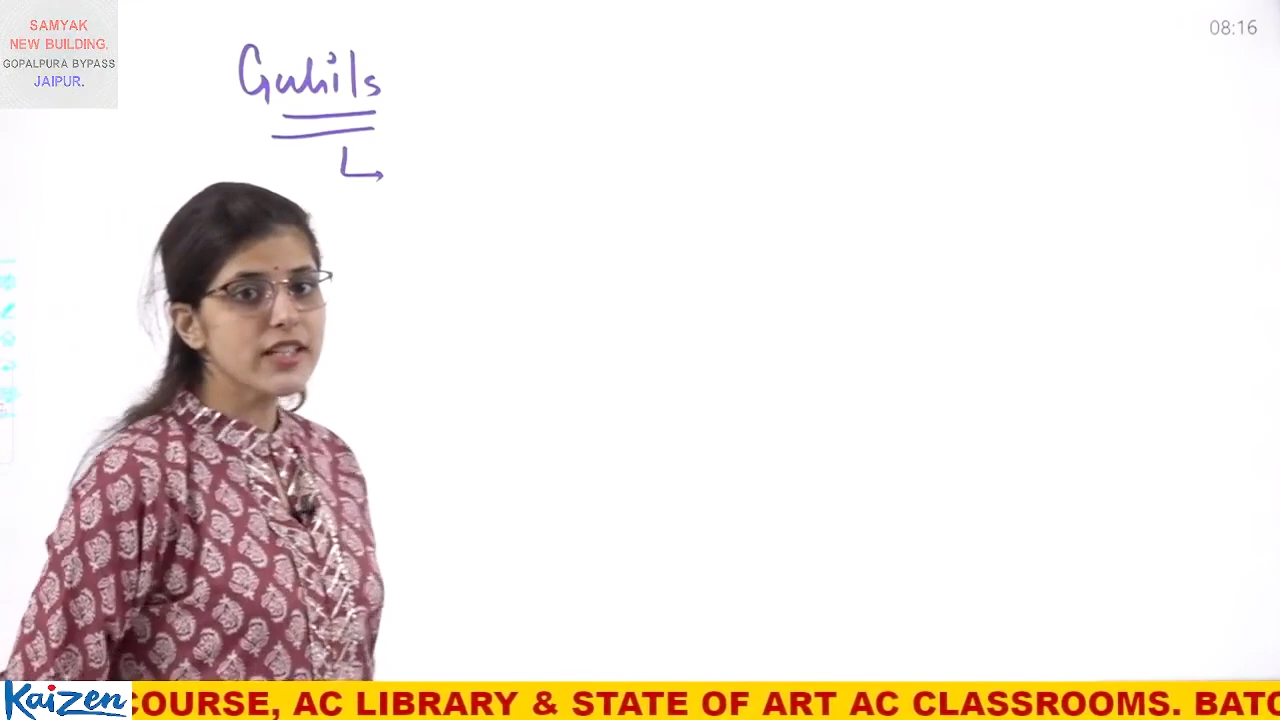 SAMYAK
NEW BUILDING.
GOPALPURA BYPASS
JAIPUR.
08:16
Guhils
Kaizen
COURSE, AC LIBRARY & STATE OF ART AC CLASSROOMS. BATC